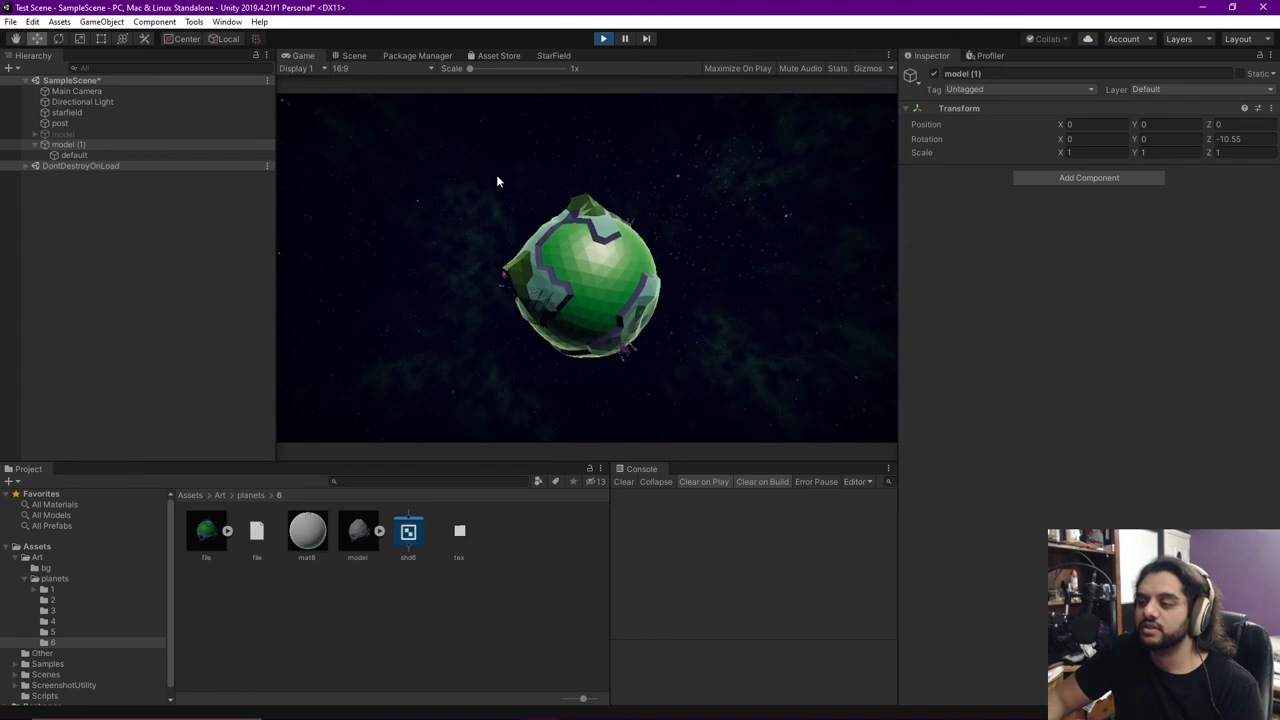 Test Scene - SampleScene - PC, Mac & Linux Standalone - Unity 2019.4.21f1 Personal* <DX11>
File Edit Assets GameObject Component Tools Window Help
Center Local Collab Account Layers Layout
Hierarchy
All
SampleScene*
Main Camera
Directional Light
starfield
post
model
model (1)
default
DontDestroyOnLoad
Game Scene Package Manager Asset Store StarField
Display 1 16:9 Scale 1x Maximize On Play Mute Audio Stats Gizmos
Inspector Profiler
model (1) Static
Tag Untagged Layer Default
Transform
Position X 0 Y 0 Z 0
Rotation X 0 Y 0 Z -10.55
Scale X 1 Y 1 Z 1
Add Component
Project
13
Favorites
All Materials
All Models
All Prefabs
Assets
Art
bg
planets
1
2
3
4
5
6
Other
Samples
Scenes
ScreenshotUtility
Scripts
Assets > Art > planets > 6
file file mat6 model shd6 tex
Console
Clear Collapse Clear on Play Clear on Build Error Pause Editor